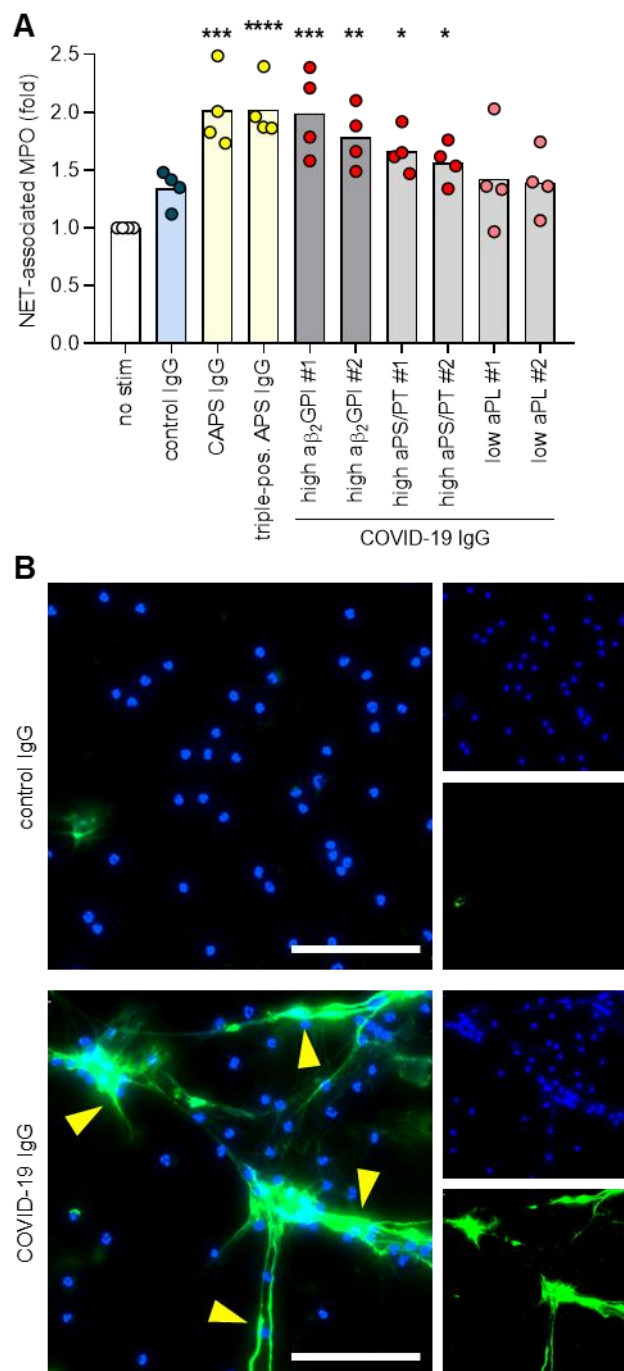 A
*** **** *** ** * *
NET-associated MPO (fold)
2.5
2.0
1.5
1.0
0.5
0.0
no stim
control IgG
CAPS IgG
triple-pos. APS IgG
high aβ₂GPI #1
high aβ₂GPI #2
high aPS/PT #1
high aPS/PT #2
low aPL #1
low aPL #2
COVID-19 IgG
B
control IgG
COVID-19 IgG